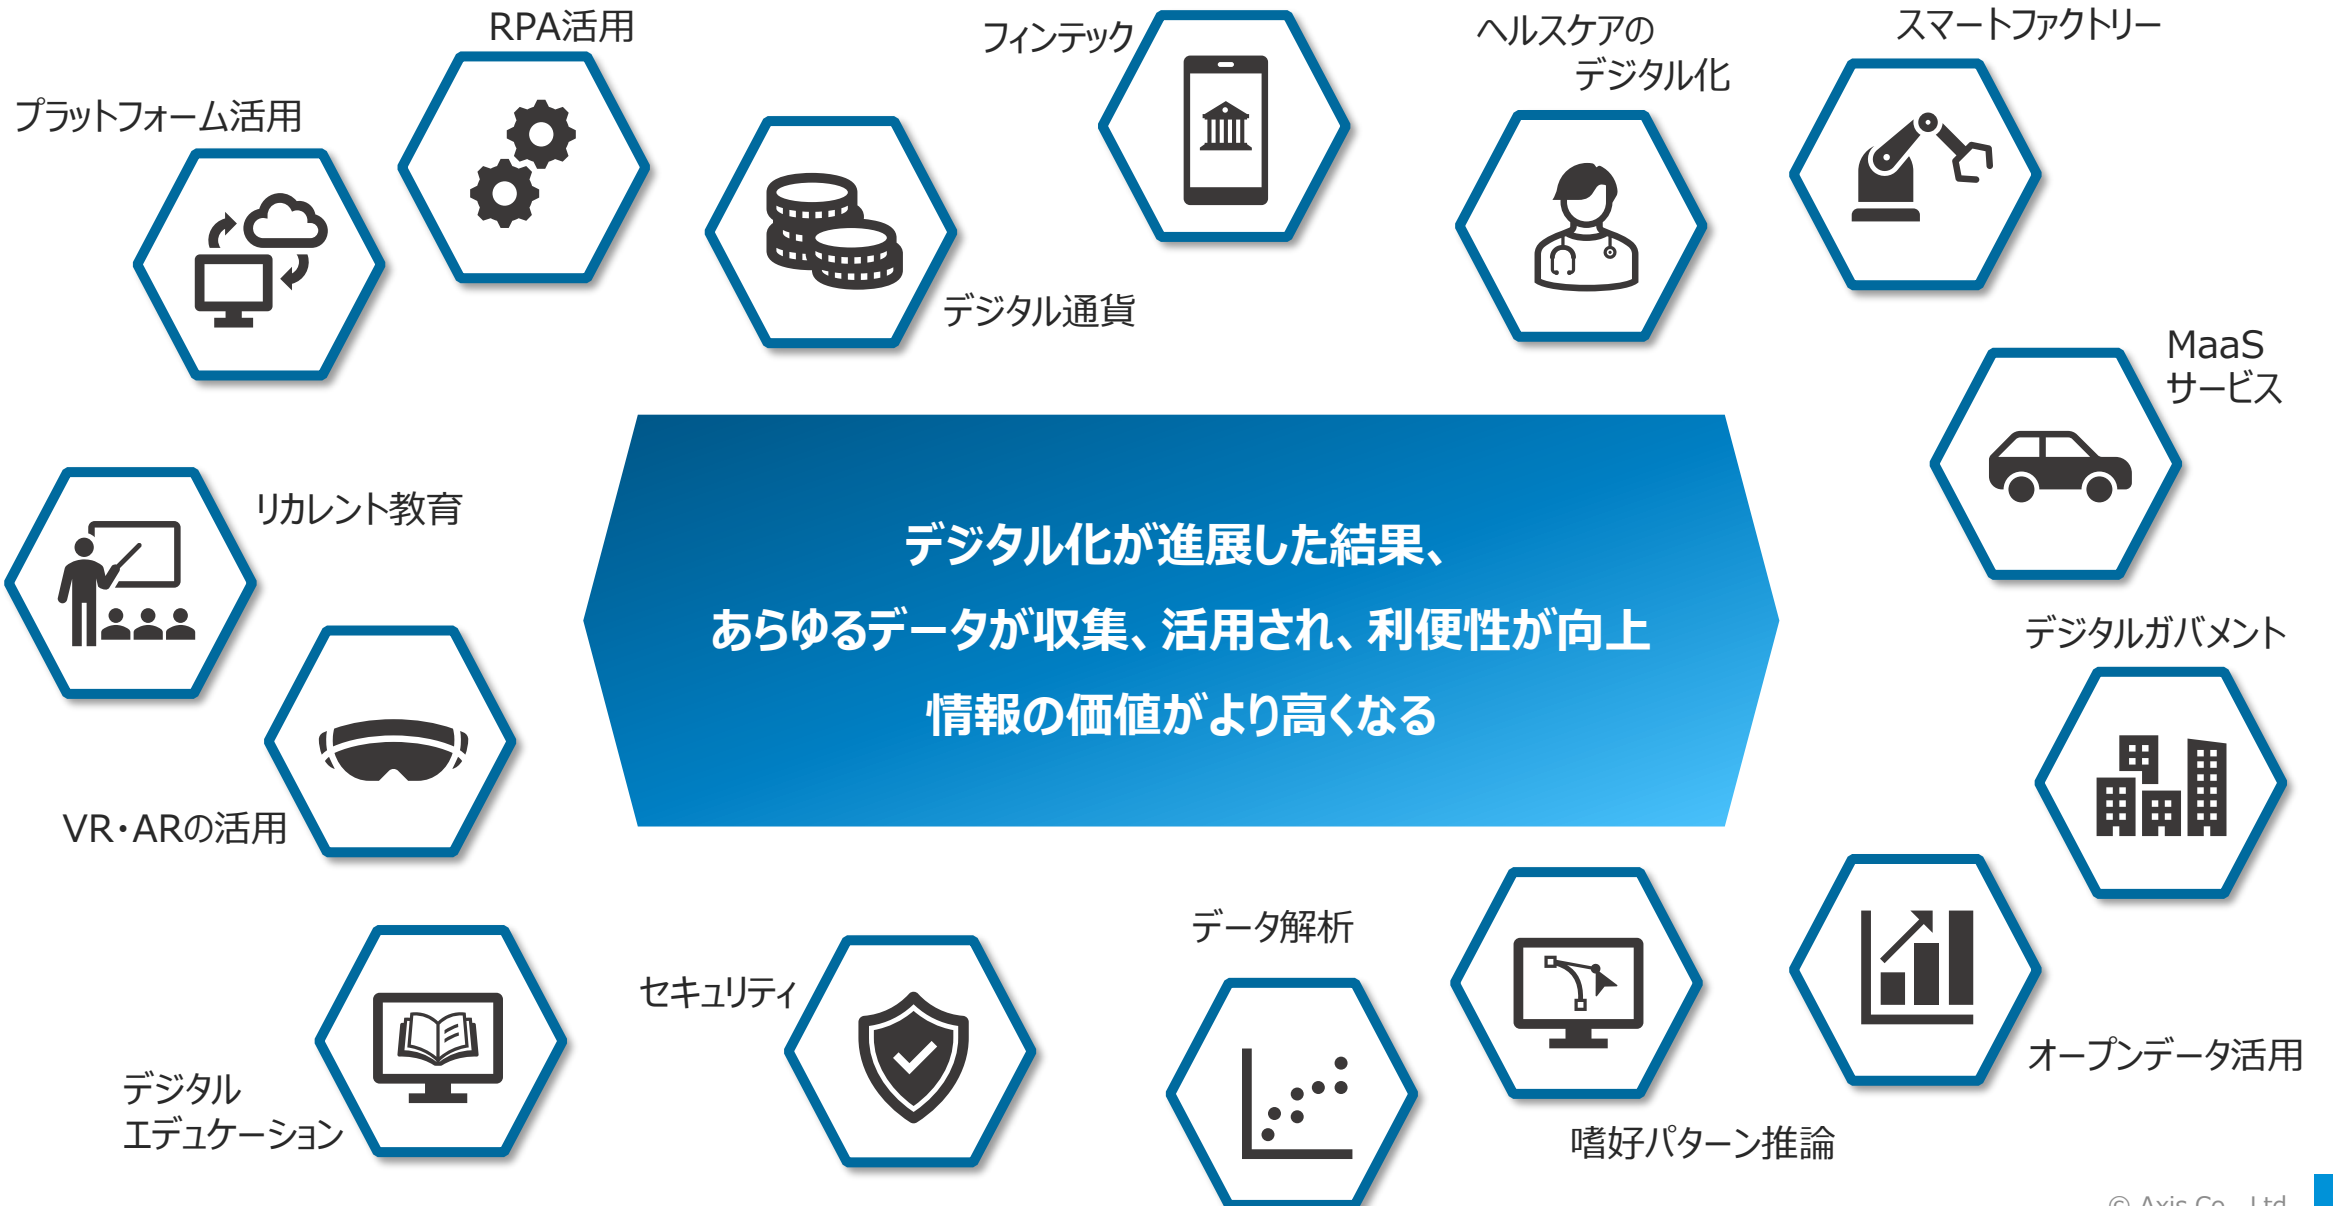 RPA活用
フィンテック
ヘルスケアの
デジタル化
スマートファクトリー
プラットフォーム活用
デジタル通貨
MaaS
サービス
リカレント教育
デジタル化が進展した結果、
あらゆるデータが収集、活用され、利便性が向上
情報の価値がより高くなる
デジタルガバメント
VR・ARの活用
データ解析
セキュリティ
オープンデータ活用
デジタル
エデュケーション
嗜好パターン推論
© Axis Co., Ltd